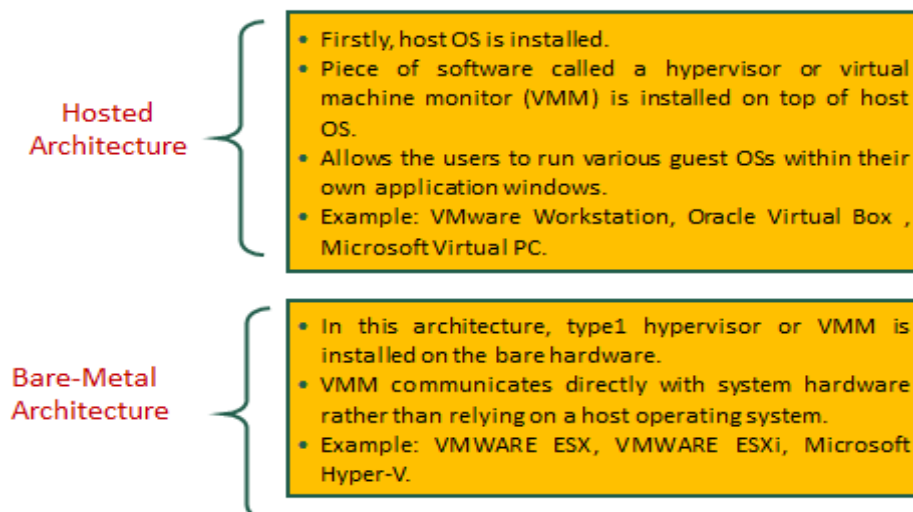 Hosted
Architecture
• Firstly, host OS is installed.
• Piece of software called a hypervisor or virtual
machine monitor (VMM) is installed on top of host
OS.
• Allows the users to run various guest OSs within their
own application windows.
• Example: VMware Workstation, Oracle Virtual Box ,
Microsoft Virtual PC.
Bare-Metal
Architecture
• In this architecture, type1 hypervisor or VMM is
installed on the bare hardware.
• VMM communicates directly with system hardware
rather than relying on a host operating system.
• Example: VMWARE ESX, VMWARE ESXi, Microsoft
Hyper-V.